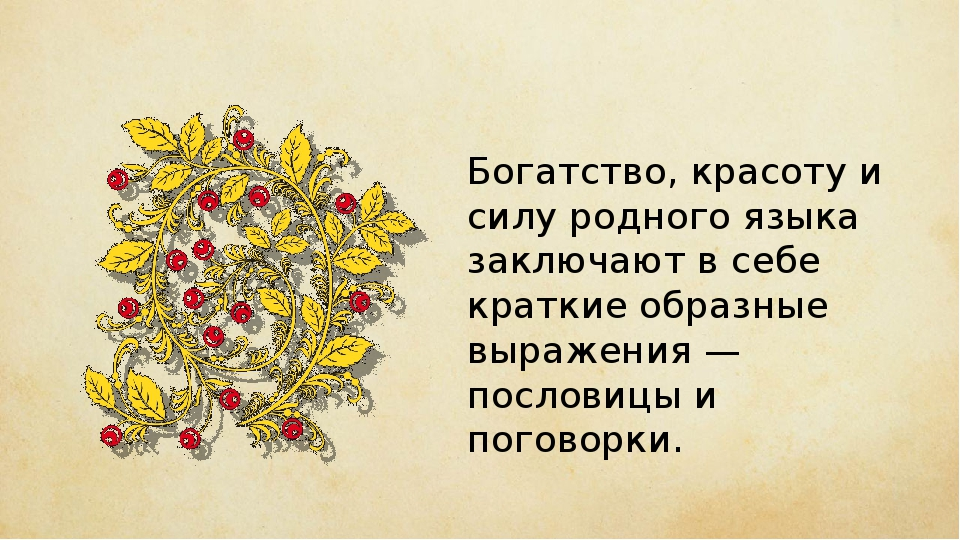 Богатство, красоту и
силу родного языка
заключают в себе
краткие образные
выражения —
пословицы и
поговорки.